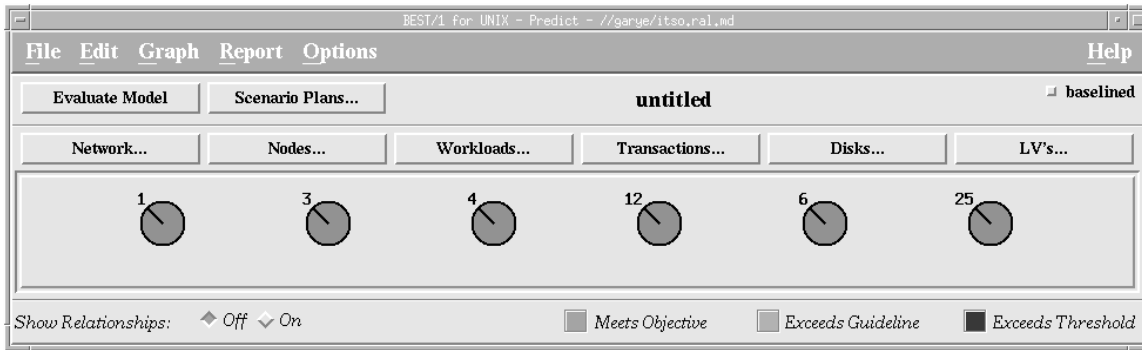 BEST/1 for UNIX - Predict - //garye/itso.ral.md
File Edit Graph Report Options Help
Evaluate Model Scenario Plans... untitled baselined
Network... Nodes... Workloads... Transactions... Disks... LV's...
1 3 4 12 6 25
Show Relationships: Off On Meets Objective Exceeds Guideline Exceeds Threshold